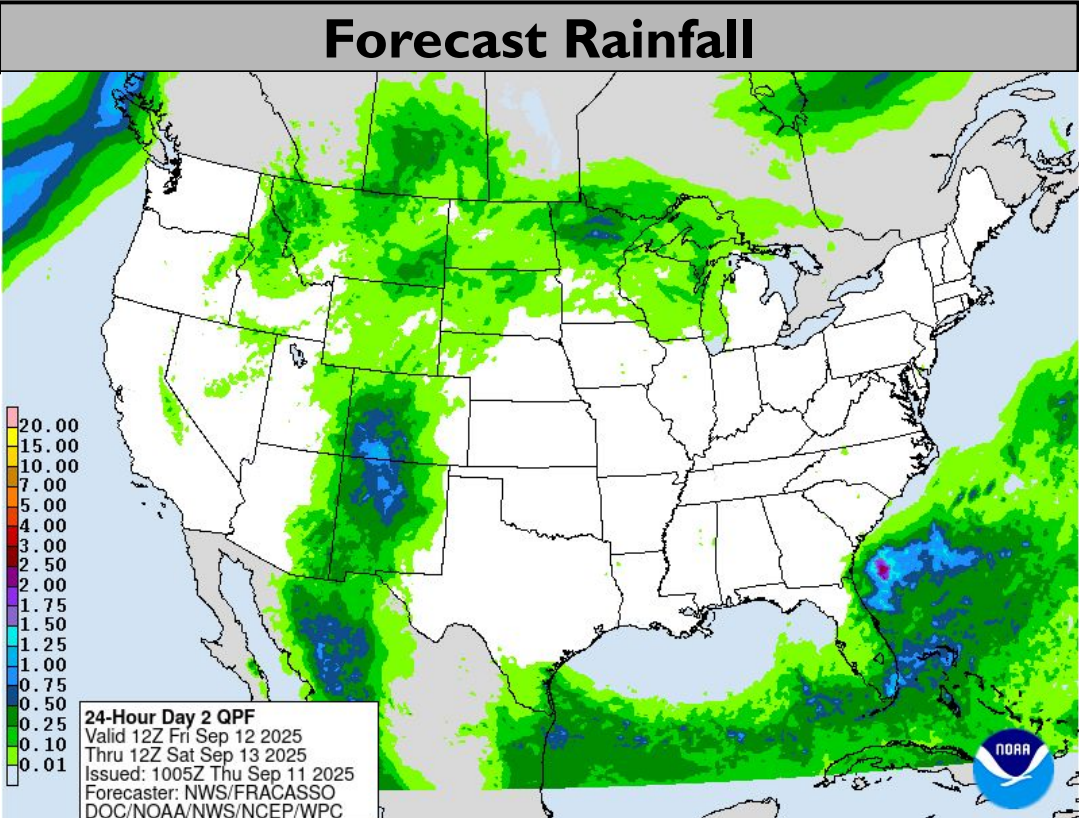 Forecast Rainfall
20.00
15.00
10.00
7.00
5.00
4.00
3.00
2.50
2.00
1.75
1.50
1.25
1.00
0.75
0.50
0.25
0.10
0.01
24-Hour Day 2 QPF
Valid 12Z Fri Sep 12 2025
Thru 12Z Sat Sep 13 2025
Issued: 1005Z Thu Sep 11 2025
Forecaster: NWS/FRACASSO
DOC/NOAA/NWS/NCEP/WPC
NOAA